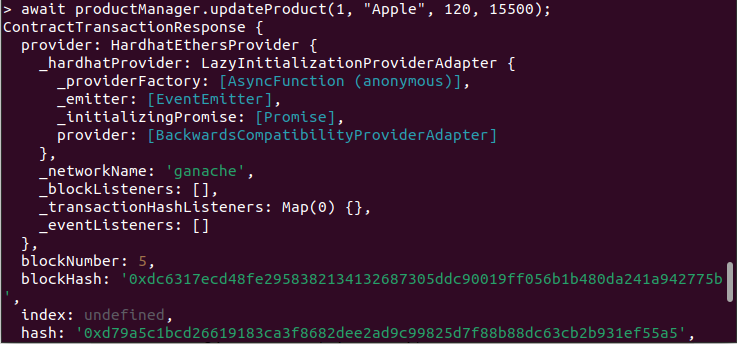 > await productManager.updateProduct(1, "Apple", 120, 15500);
ContractTransactionResponse {
  provider: HardhatEthersProvider {
    _hardhatProvider: LazyInitializationProviderAdapter {
      _providerFactory: [AsyncFunction (anonymous)],
      _emitter: [EventEmitter],
      _initializingPromise: [Promise],
      provider: [BackwardsCompatibilityProviderAdapter]
    },
    _networkName: 'ganache',
    _blockListeners: [],
    _transactionHashListeners: Map(0) {},
    _eventListeners: []
  },
  blockNumber: 5,
  blockHash: '0xdc6317ecd48fe2958382134132687305ddc90019ff056b1b480da241a942775b
',
  index: undefined,
  hash: '0xd79a5c1bcd26619183ca3f8682dee2ad9c99825d7f88b88dc63cb2b931ef55a5',